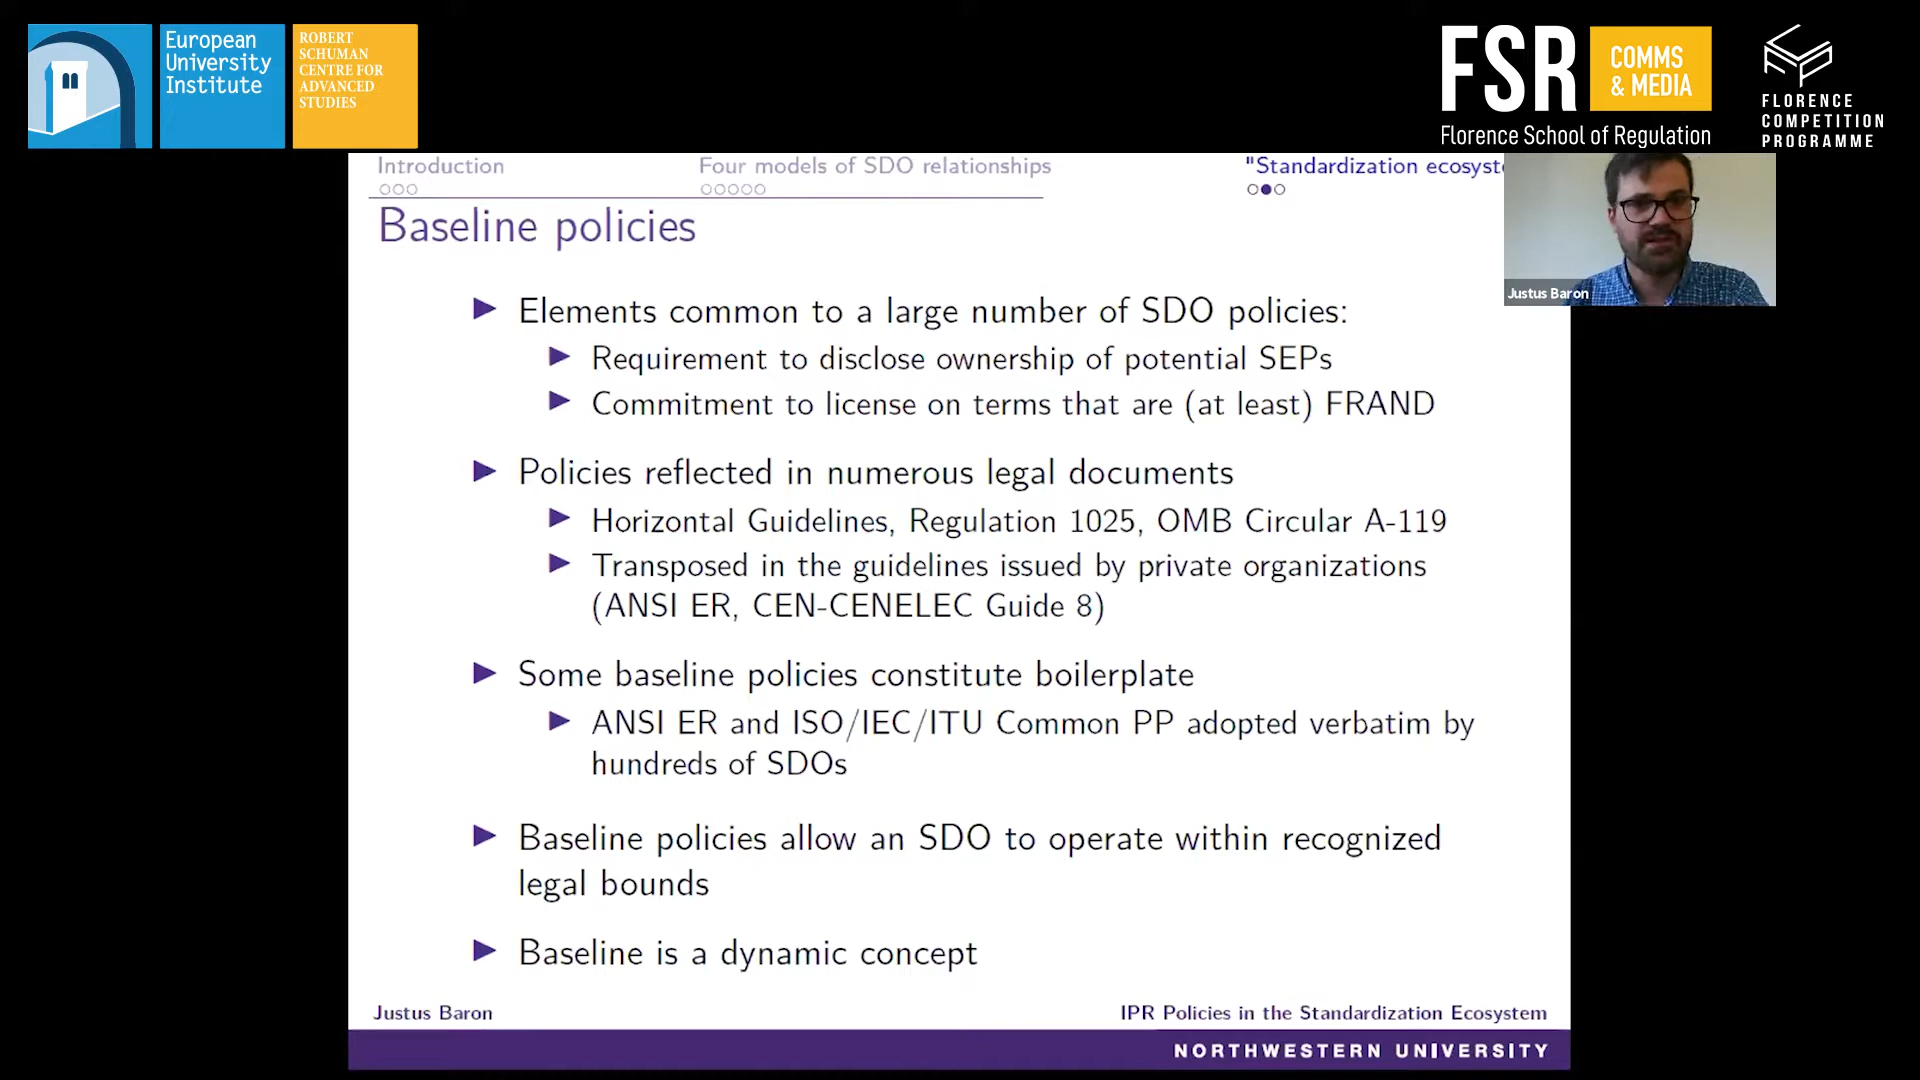 European
University
Institute
ROBERT
SCHUMAN
CENTRE FOR
ADVANCED
STUDIES
FSR
COMMS
& MEDIA
Florence School of Regulation
FLORENCE
COMPETITION
PROGRAMME
Introduction
Four models of SDO relationships
"Standardization ecosyste
Baseline policies
Justus Baron
Elements common to a large number of SDO policies:
Requirement to disclose ownership of potential SEPs
Commitment to license on terms that are (at least) FRAND
Policies reflected in numerous legal documents
Horizontal Guidelines, Regulation 1025, OMB Circular A-119
Transposed in the guidelines issued by private organizations
(ANSI ER, CEN-CENELEC Guide 8)
Some baseline policies constitute boilerplate
ANSI ER and ISO/IEC/ITU Common PP adopted verbatim by
hundreds of SDOs
Baseline policies allow an SDO to operate within recognized
legal bounds
Baseline is a dynamic concept
Justus Baron
IPR Policies in the Standardization Ecosystem
NORTHWESTERN UNIVERSITY